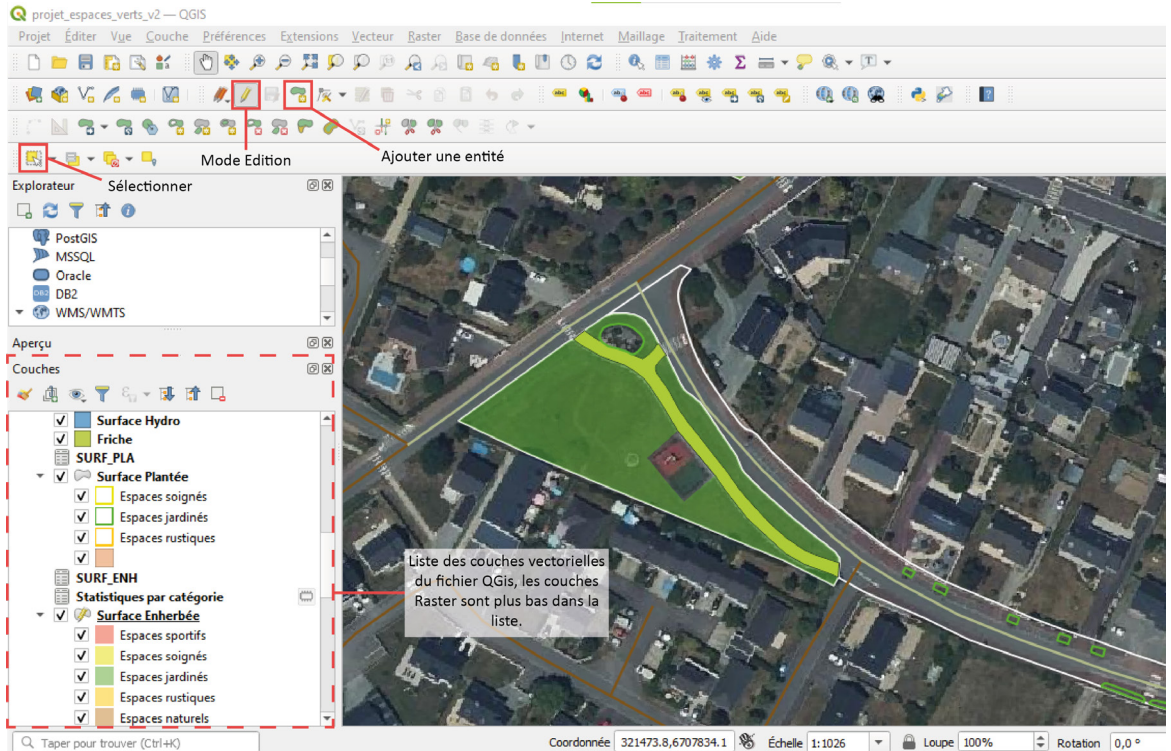 projet_espaces_verts_v2 — QGIS
Projet Éditer Vue Couche Préférences Extensions Vecteur Raster Base de données Internet Maillage Traitement Aide
Mode Edition
Ajouter une entité
Sélectionner
Explorateur
PostGIS
MSSQL
Oracle
DB2
DB2
WMS/WMTS
Aperçu
Couches
Surface Hydro
Friche
SURF_PLA
Surface Plantée
Espaces soignés
Espaces jardinés
Espaces rustiques
SURF_ENH
Statistiques par catégorie
Surface Enherbée
Espaces sportifs
Espaces soignés
Espaces jardinés
Espaces rustiques
Espaces naturels
Liste des couches vectorielles
du fichier QGis, les couches
Raster sont plus bas dans la
liste.
Taper pour trouver (Ctrl+K)
Coordonnée 321473.8,6707834.1 Échelle 1:1026 Loupe 100% Rotation 0,0 °